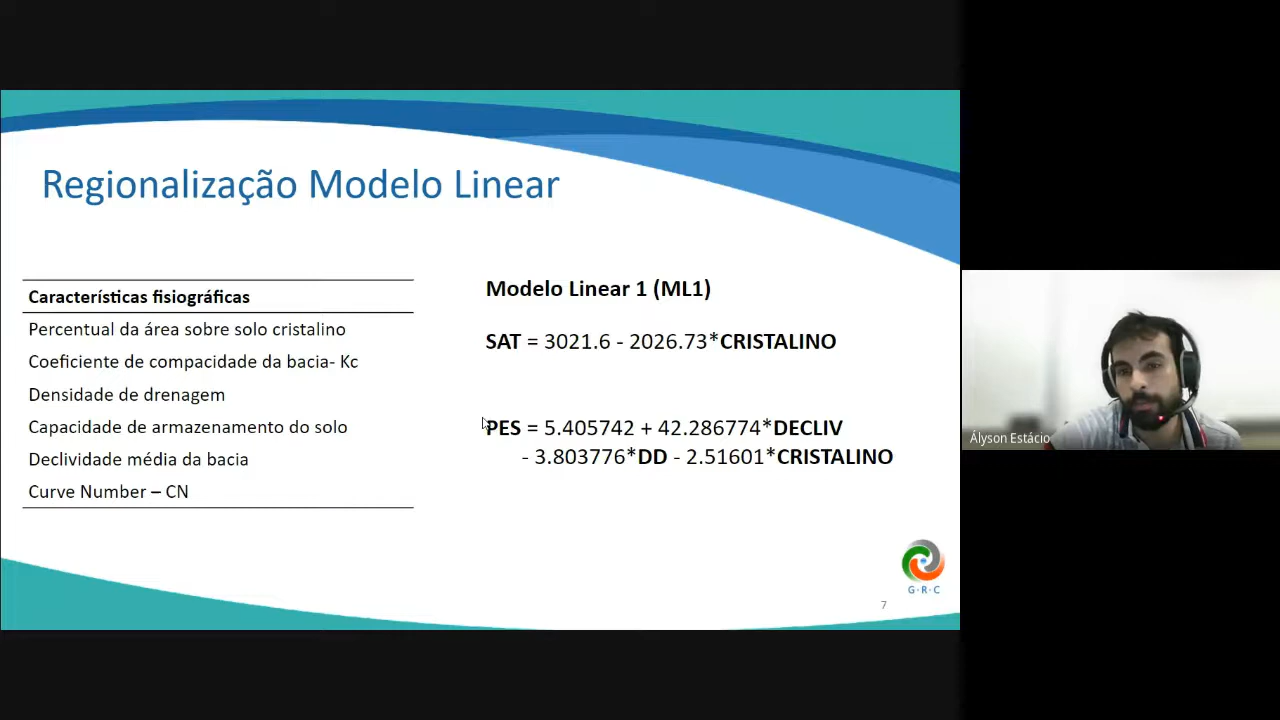 Regionalização Modelo Linear
Características fisiográficas
Percentual da área sobre solo cristalino
Coeficiente de compacidade da bacia- Kc
Densidade de drenagem
Capacidade de armazenamento do solo
Declividade média da bacia
Curve Number – CN
Modelo Linear 1 (ML1)
SAT = 3021.6 - 2026.73*CRISTALINO
PES = 5.405742 + 42.286774*DECLIV
- 3.803776*DD - 2.51601*CRISTALINO
G·R·C
7
Ályson Estácio